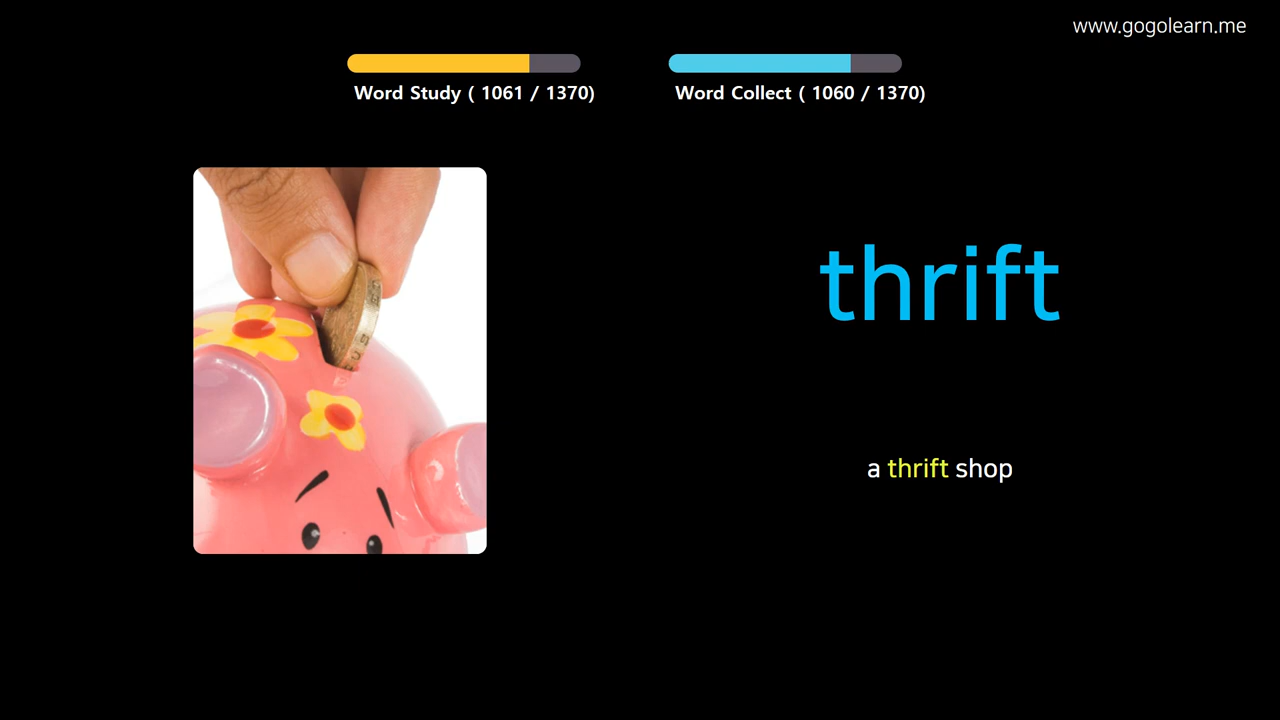 www.gogolearn.me
Word Study ( 1061 / 1370)
Word Collect ( 1060 / 1370)
thrift
a thrift shop